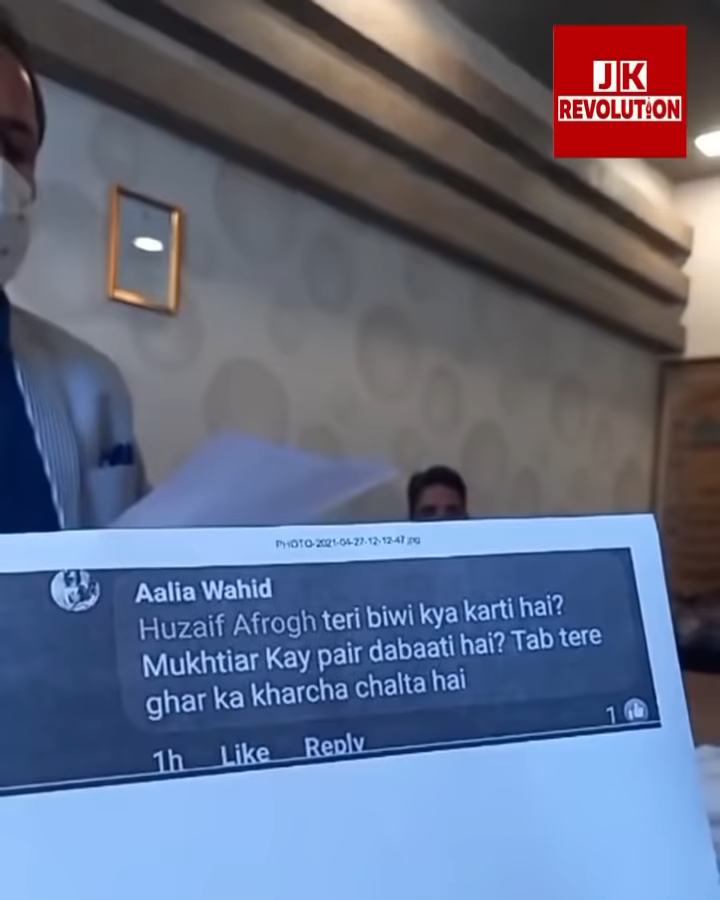 JK
REVOLUTION
PHOTO-2021-04-27-12-12-47.jpg
Aalia Wahid
Huzaif Afrogh teri biwi kya karti hai?
Mukhtiar Kay pair dabaati hai? Tab tere
ghar ka kharcha chalta hai
1
1h Like Reply